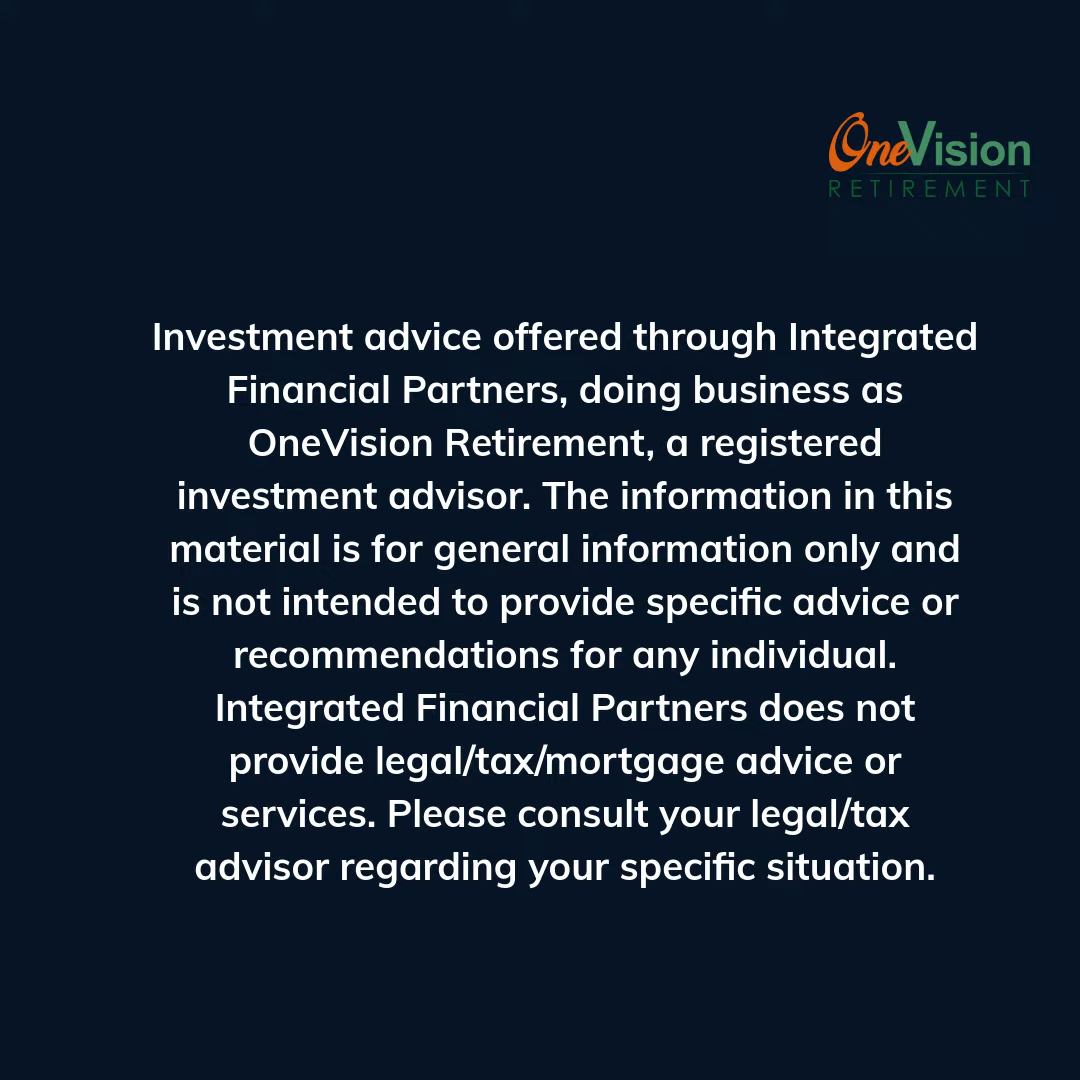 OneVision
RETIREMENT
Investment advice offered through Integrated
Financial Partners, doing business as
OneVision Retirement, a registered
investment advisor. The information in this
material is for general information only and
is not intended to provide specific advice or
recommendations for any individual.
Integrated Financial Partners does not
provide legal/tax/mortgage advice or
services. Please consult your legal/tax
advisor regarding your specific situation.